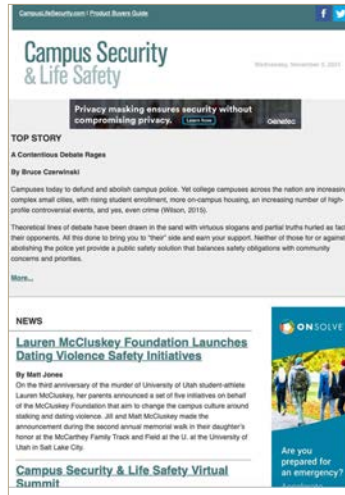 CampusLifeSecurity.com | Product Buyers Guide
Campus Security
& Life Safety
Wednesday, November 3, 2021
Privacy masking ensures security without
compromising privacy. Learn how Genetec
TOP STORY
A Contentious Debate Rages
By Bruce Czerwinski
Campuses today to defund and abolish campus police. Yet college campuses across the nation are increasin
complex small cities, with rising student enrollment, more on-campus housing, an increasing number of high-
profile controversial events, and yes, even crime (Wilson, 2015).
Theoretical lines of debate have been drawn in the sand with virtuous slogans and partial truths hurled as fact
their opponents. All this done to bring you to "their" side and earn your support. Neither of those for or against
abolishing the police yet provide a public safety solution that balances safety obligations with community
concerns and priorities.
More...
NEWS
Lauren McCluskey Foundation Launches
Dating Violence Safety Initiatives
By Matt Jones
On the third anniversary of the murder of University of Utah student-athlete
Lauren McCluskey, her parents announced a set of five initiatives on behalf
of the McCluskey Foundation that aim to change the campus culture around
stalking and dating violence. Jill and Matt McCluskey made the
announcement during the second annual memorial walk in their daughter's
honor at the McCarthey Family Track and Field at the U. at the University of
Utah in Salt Lake City.
Campus Security & Life Safety Virtual
Summit
ONSOLVE
Are you
prepared for
an emergency?